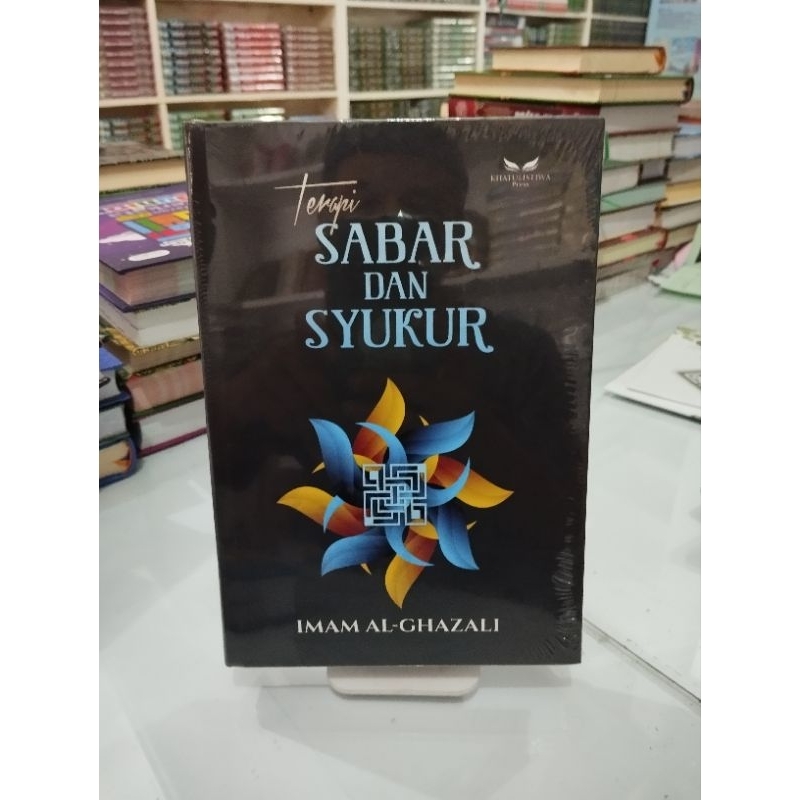 KHATULISTIWA
Press
Terapi
SABAR
DAN
SYUKUR
IMAM AL-GHAZALI